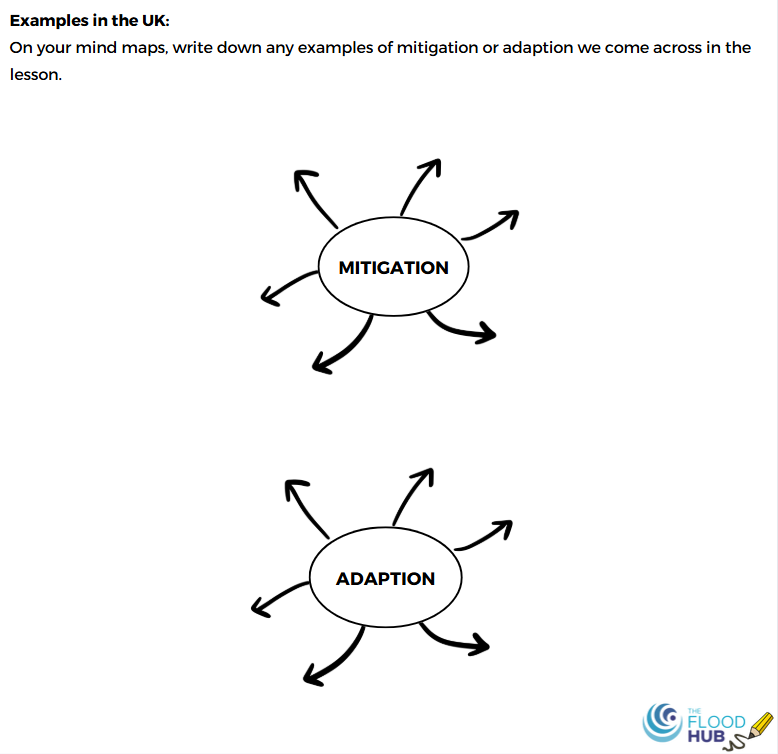 Examples in the UK:
On your mind maps, write down any examples of mitigation or adaption we come across in the
lesson.
MITIGATION
ADAPTION
THE
FLOOD
HUB